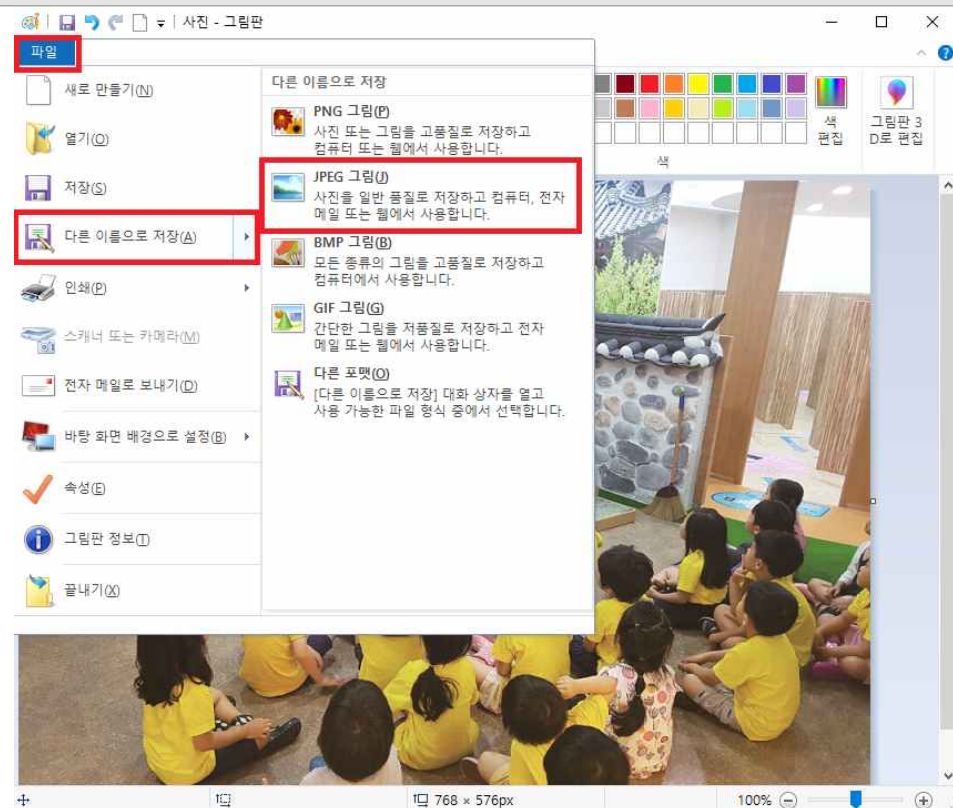 사진 - 그림판
파일
새로 만들기(N)
열기(O)
저장(S)
다른 이름으로 저장(A)
인쇄(P)
스캐너 또는 카메라(M)
전자 메일로 보내기(D)
바탕 화면 배경으로 설정(B)
속성(E)
그림판 정보(T)
끝내기(X)
다른 이름으로 저장
PNG 그림(P)
사진 또는 그림을 고품질로 저장하고
컴퓨터 또는 웹에서 사용합니다.
JPEG 그림(J)
사진을 일반 품질로 저장하고 컴퓨터, 전자
메일 또는 웹에서 사용합니다.
BMP 그림(B)
모든 종류의 그림을 고품질로 저장하고
컴퓨터에서 사용합니다.
GIF 그림(G)
간단한 그림을 저품질로 저장하고 전자
메일 또는 웹에서 사용합니다.
다른 포맷(O)
[다른 이름으로 저장] 대화 상자를 열고
사용 가능한 파일 형식 중에서 선택합니다.
색
편집
그림판 3
D로 편집
색
768 × 576px
100%